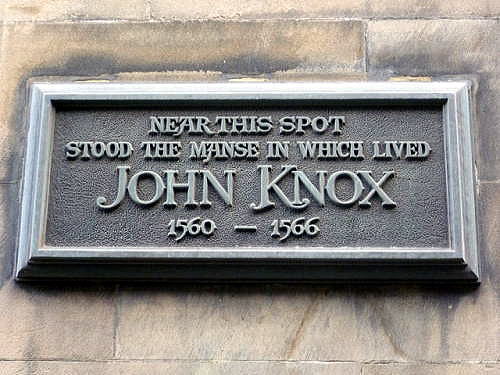 NEAR THIS SPOT
STOOD THE MANSE IN WHICH LIVED
JOHN KNOX
1560 — 1566